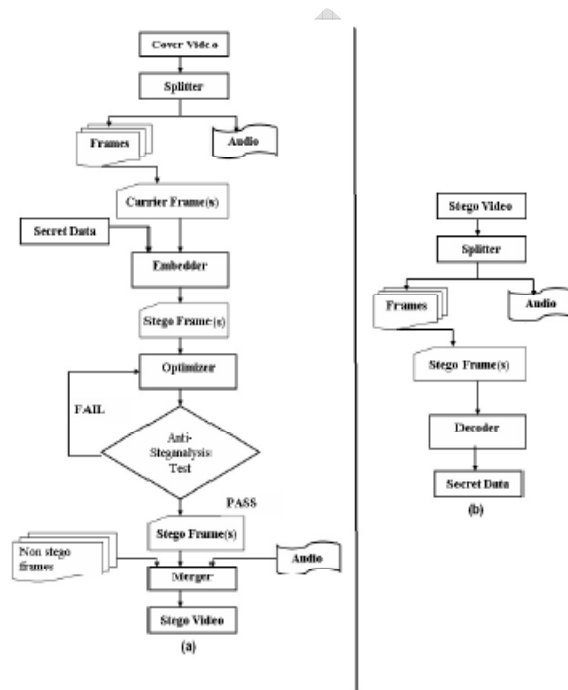 Cover Video
Splitter
Frames
Audio
Carrier Frame(s)
Secret Data
Embedder
Stego Frame(s)
Optimizer
FAIL
Anti-
Steganalysis
Test
PASS
Stego Frame(s)
Non stego
frames
Audio
Merger
Stego Video
(a)
Stego Video
Splitter
Frames
Audio
Stego Frame(s)
Decoder
Secret Data
(b)